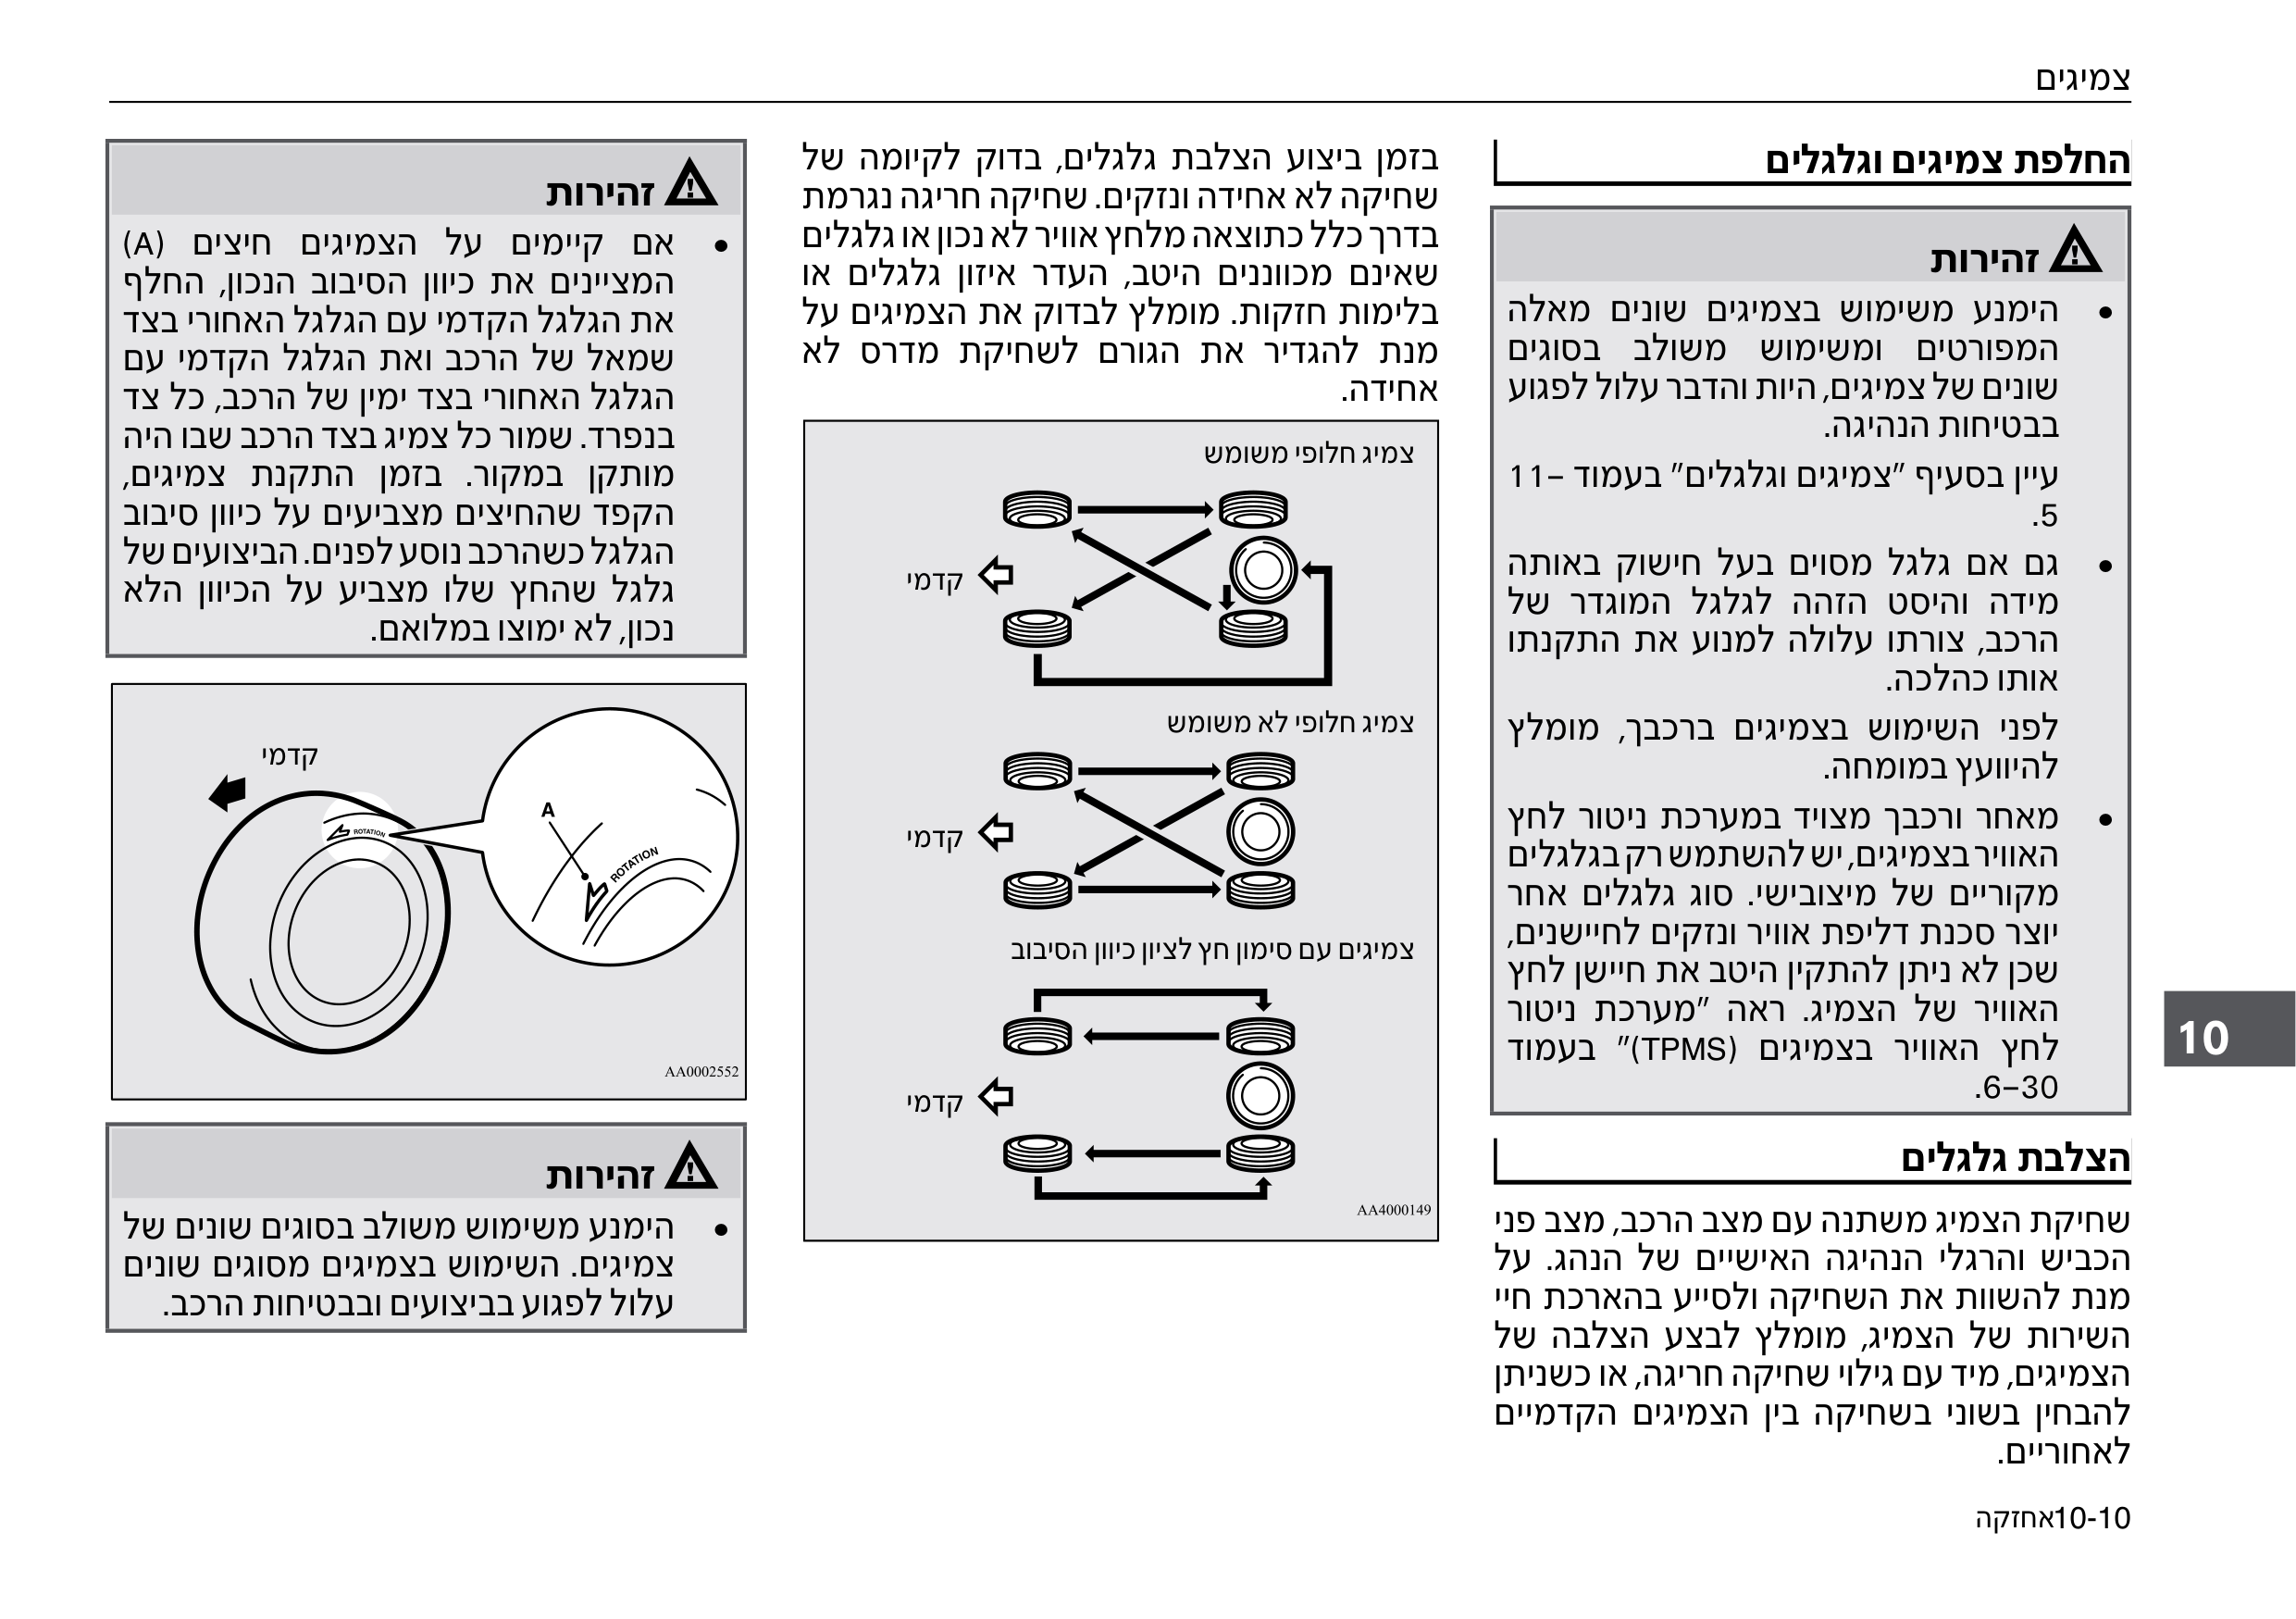 צמיגים
החלפת צמיגים וגלגלים
זהירות
● הימנע משימוש בצמיגים שונים מאלה
המפורטים ומשימוש משולב בסוגים
שונים של צמיגים, היות והדבר עלול לפגוע
בבטיחות הנהיגה.
עיין בסעיף "צמיגים וגלגלים" בעמוד 11–
5.
● גם אם גלגל מסוים בעל חישוק באותה
מידה והיסט הזהה לגלגל המוגדר של
הרכב, צורתו עלולה למנוע את התקנתו
אותו כהלכה.
לפני השימוש בצמיגים ברכבך, מומלץ
להיוועץ במומחה.
● מאחר ורכבך מצויד במערכת ניטור לחץ
האוויר בצמיגים, יש להשתמש רק בגלגלים
מקוריים של מיצובישי. סוג גלגלים אחר
יוצר סכנת דליפת אוויר ונזקים לחיישנים,
שכן לא ניתן להתקין היטב את חיישן לחץ
האוויר של הצמיג. ראה "מערכת ניטור
לחץ האוויר בצמיגים (TPMS)" בעמוד
6–30.
הצלבת גלגלים
שחיקת הצמיג משתנה עם מצב הרכב, מצב פני
הכביש והרגלי הנהיגה האישיים של הנהג. על
מנת להשוות את השחיקה ולסייע בהארכת חיי
השירות של הצמיג, מומלץ לבצע הצלבה של
הצמיגים, מיד עם גילוי שחיקה חריגה, או כשניתן
להבחין בשוני בשחיקה בין הצמיגים הקדמיים
לאחוריים.
בזמן ביצוע הצלבת גלגלים, בדוק לקיומה של
שחיקה לא אחידה ונזקים. שחיקה חריגה נגרמת
בדרך כלל כתוצאה מלחץ אוויר לא נכון או גלגלים
שאינם מכווננים היטב, העדר איזון גלגלים או
בלימות חזקות. מומלץ לבדוק את הצמיגים על
מנת להגדיר את הגורם לשחיקת מדרס לא
אחידה.
צמיג חלופי משומש
קדמי
צמיג חלופי לא משומש
קדמי
צמיגים עם סימון חץ לציון כיוון הסיבוב
קדמי
AA4000149
זהירות
● אם קיימים על הצמיגים חיצים (A)
המציינים את כיוון הסיבוב הנכון, החלף
את הגלגל הקדמי עם הגלגל האחורי בצד
שמאל של הרכב ואת הגלגל הקדמי עם
הגלגל האחורי בצד ימין של הרכב, כל צד
בנפרד. שמור כל צמיג בצד הרכב שבו היה
מותקן במקור. בזמן התקנת צמיגים,
הקפד שהחיצים מצביעים על כיוון סיבוב
הגלגל כשהרכב נוסע לפנים. הביצועים של
גלגל שהחץ שלו מצביע על הכיוון הלא
נכון, לא ימוצו במלואם.
קדמי
A
ROTATION
ROTATION
AA0002552
זהירות
● הימנע משימוש משולב בסוגים שונים של
צמיגים. השימוש בצמיגים מסוגים שונים
עלול לפגוע בביצועים ובבטיחות הרכב.
10
10-10אחזקה